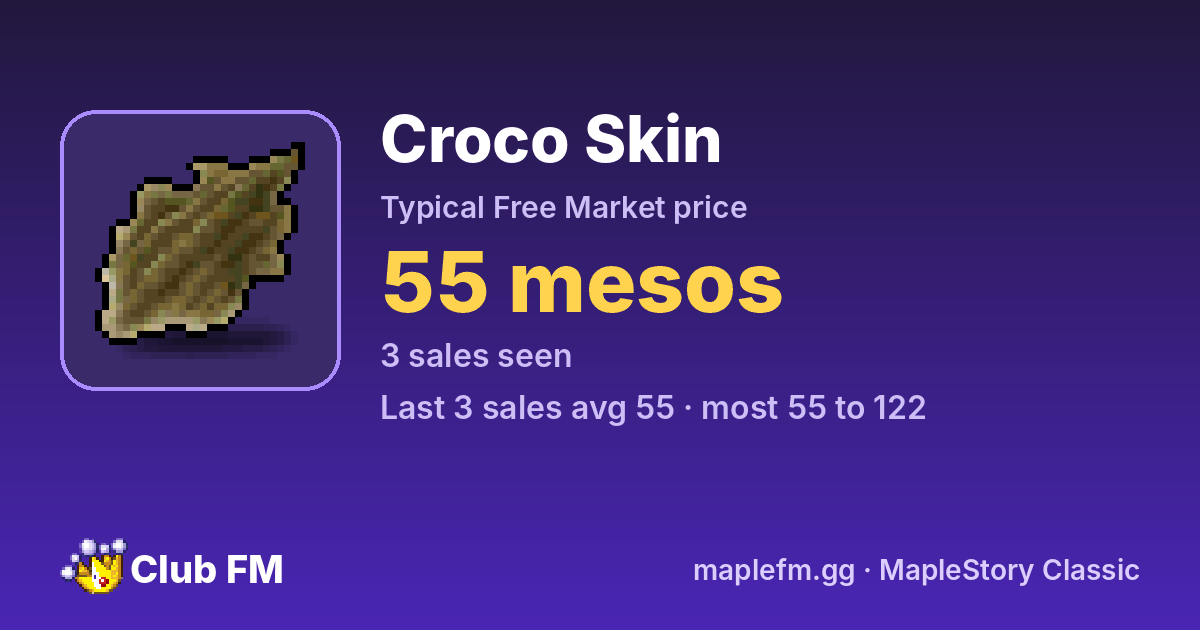 Croco Skin
Typical Free Market price
55 mesos
3 sales seen
Last 3 sales avg 55 · most 55 to 122
Club FM
maplefm.gg · MapleStory Classic